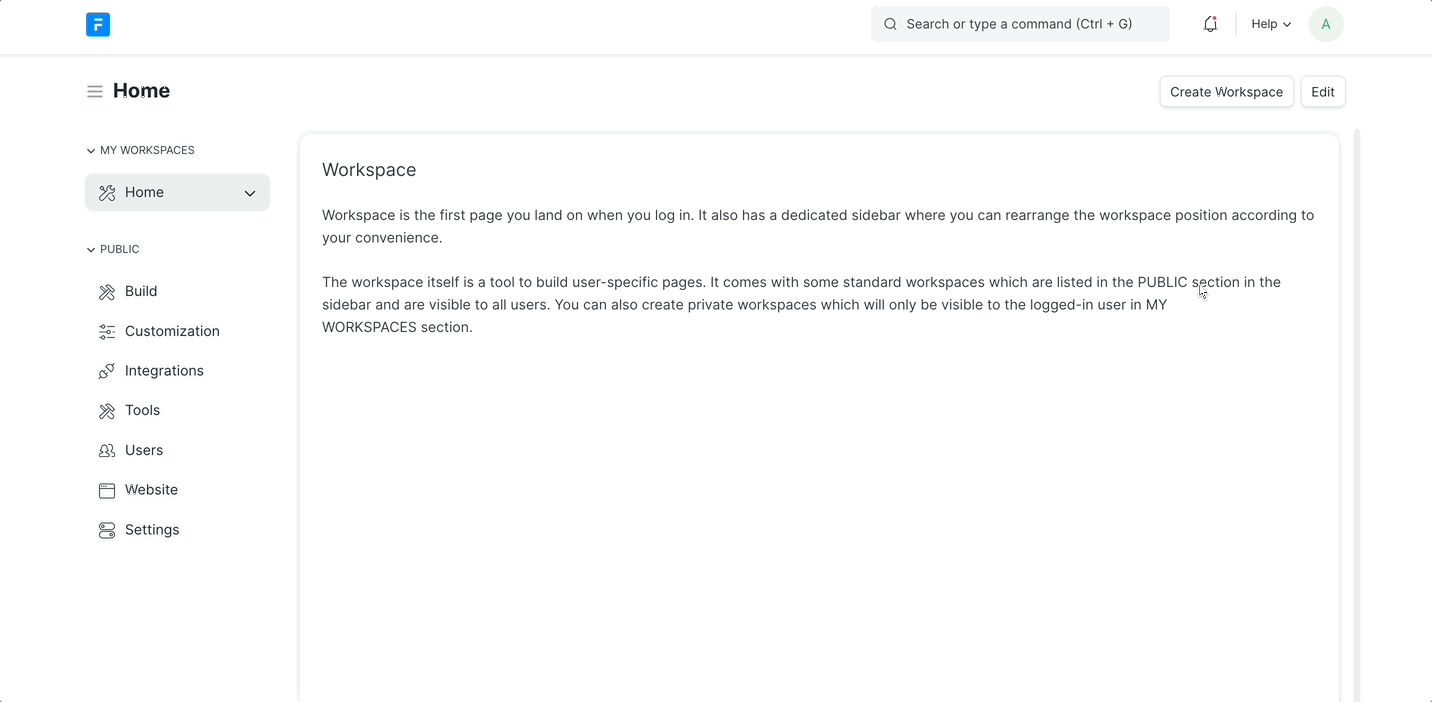 F
Search or type a command (Ctrl + G)
Help
A
Home
Create Workspace
Edit
MY WORKSPACES
Home
PUBLIC
Build
Customization
Integrations
Tools
Users
Website
Settings
Workspace
Workspace is the first page you land on when you log in. It also has a dedicated sidebar where you can rearrange the workspace position according to
your convenience.
The workspace itself is a tool to build user-specific pages. It comes with some standard workspaces which are listed in the PUBLIC section in the
sidebar and are visible to all users. You can also create private workspaces which will only be visible to the logged-in user in MY
WORKSPACES section.